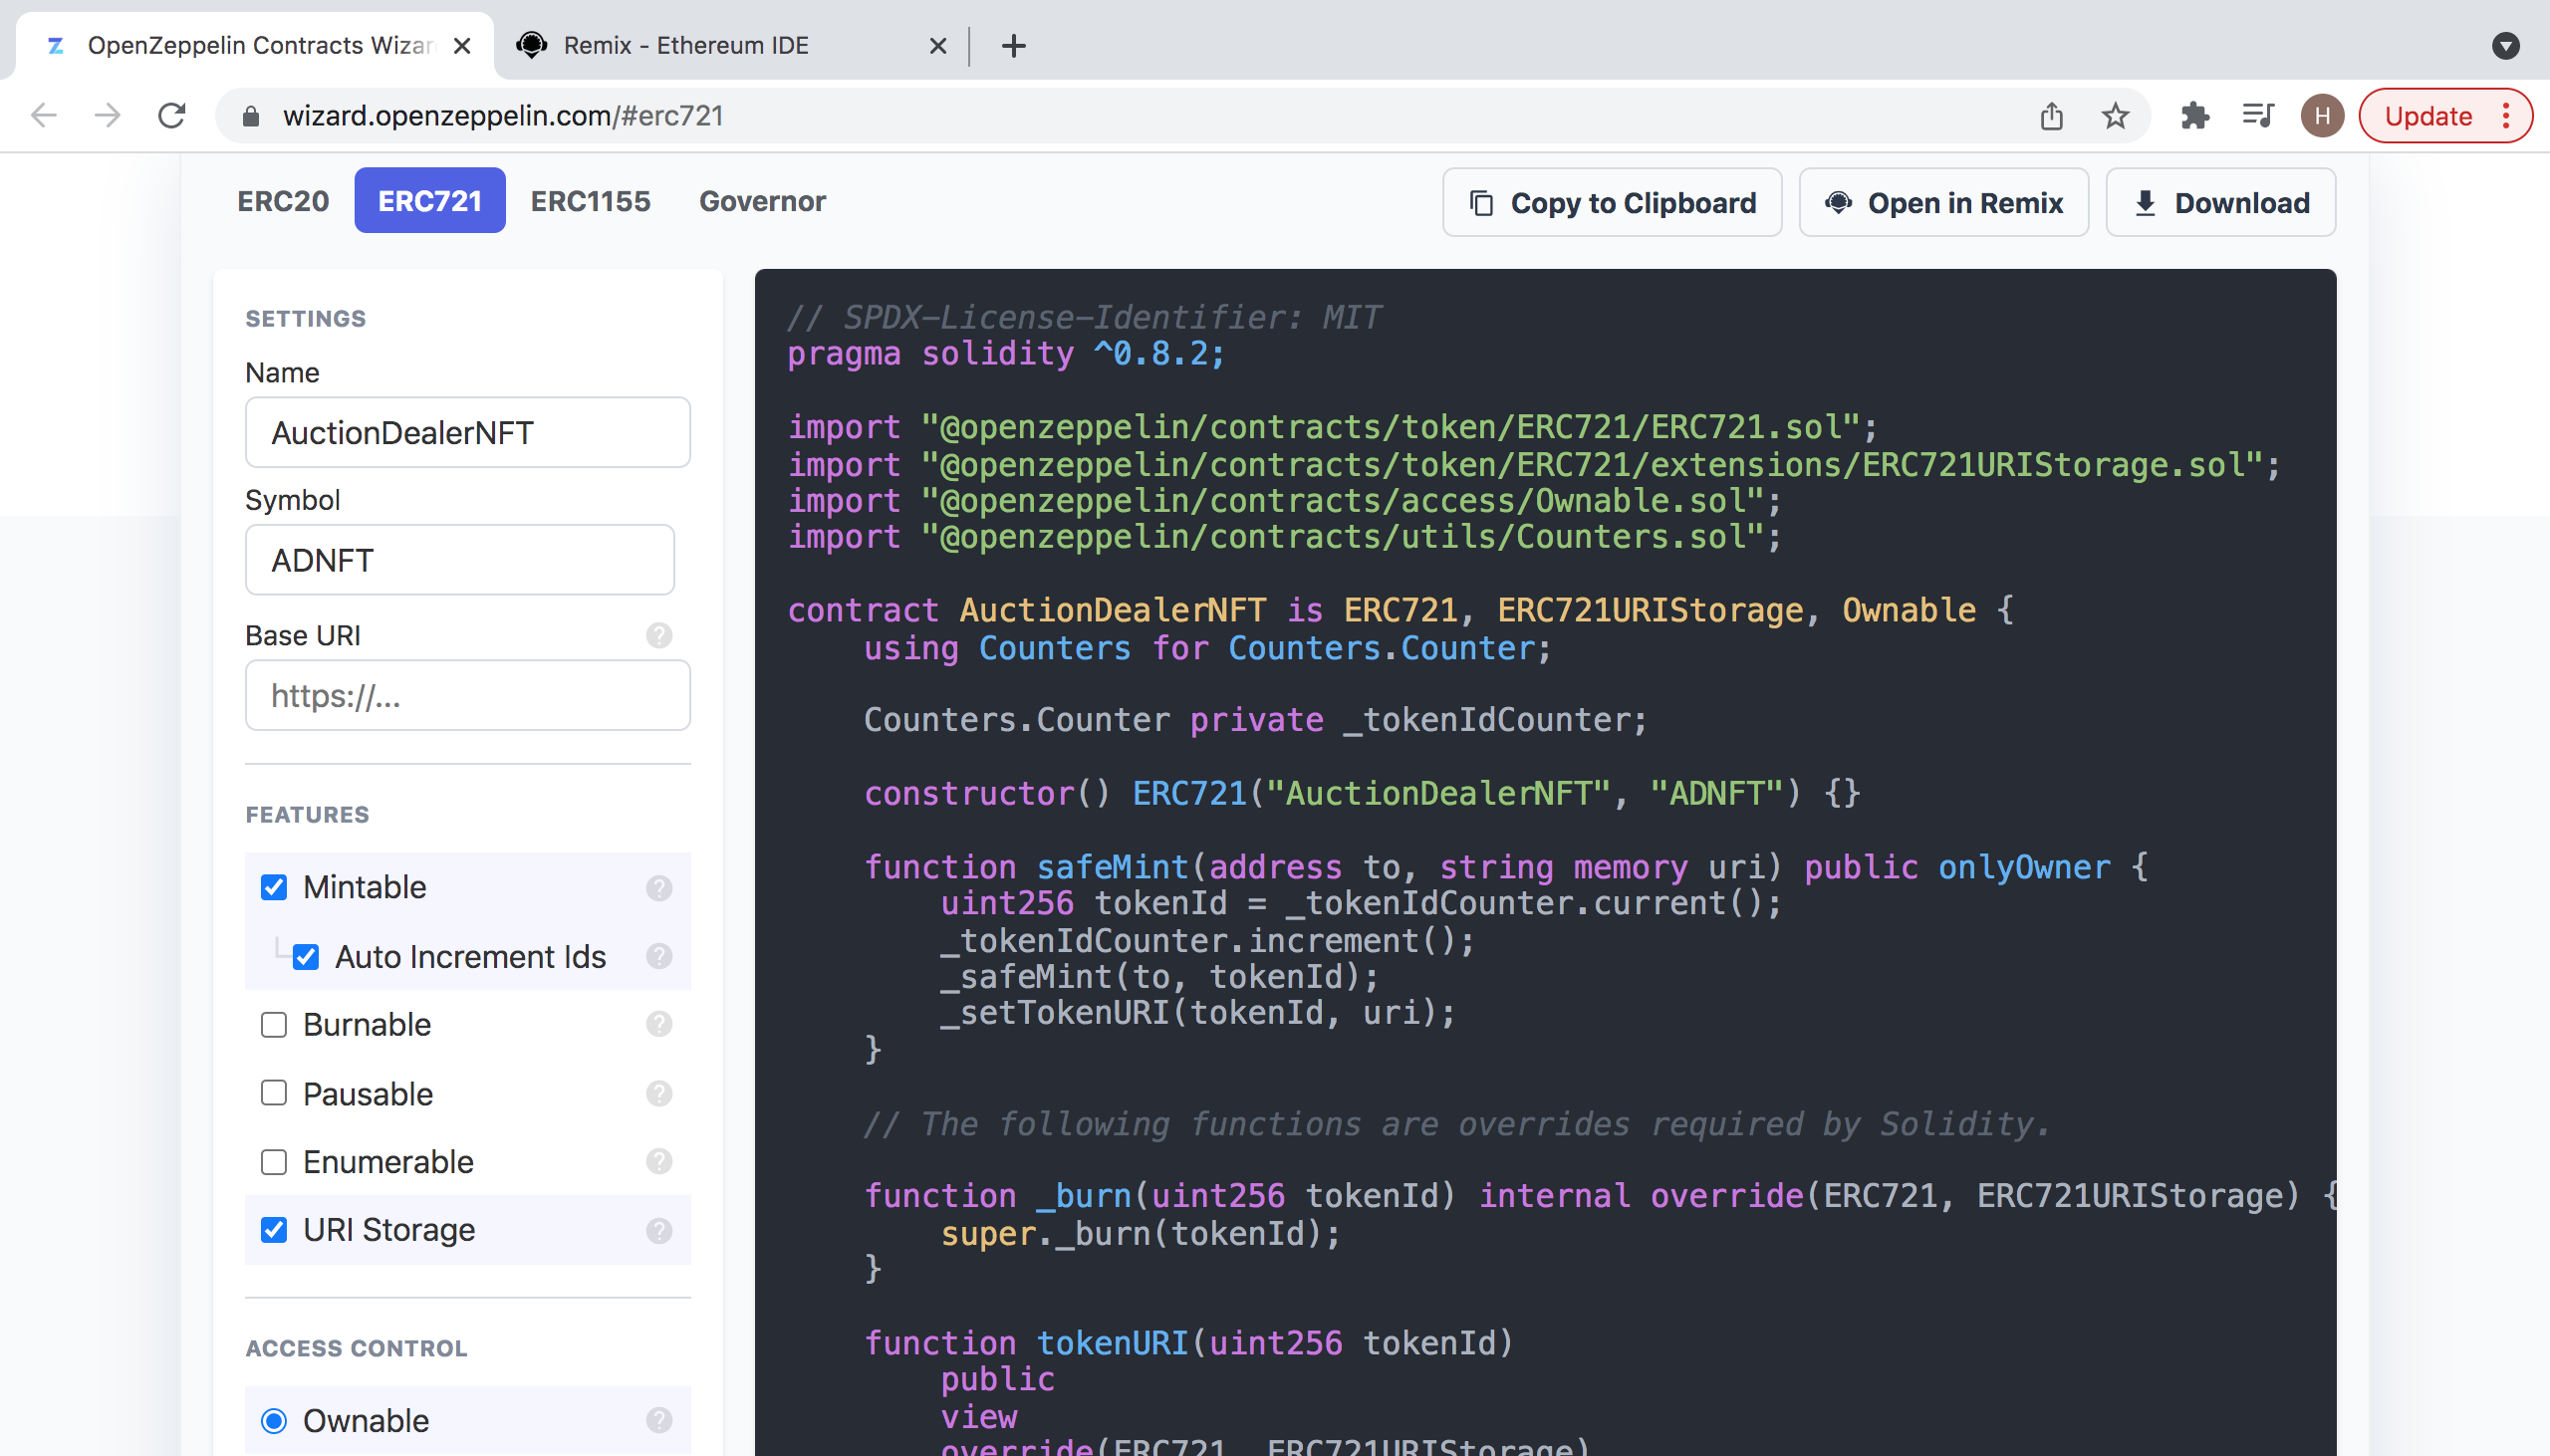 OpenZeppelin Contracts Wizar
Remix - Ethereum IDE
wizard.openzeppelin.com/#erc721
H
Update
ERC20
ERC721
ERC1155
Governor
Copy to Clipboard
Open in Remix
Download
SETTINGS
Name
AuctionDealerNFT
Symbol
ADNFT
Base URI
?
https://...
FEATURES
Mintable
?
Auto Increment Ids
?
Burnable
?
Pausable
?
Enumerable
?
URI Storage
?
ACCESS CONTROL
Ownable
?
// SPDX-License-Identifier: MIT
pragma solidity ^0.8.2;
import "@openzeppelin/contracts/token/ERC721/ERC721.sol";
import "@openzeppelin/contracts/token/ERC721/extensions/ERC721URIStorage.sol";
import "@openzeppelin/contracts/access/Ownable.sol";
import "@openzeppelin/contracts/utils/Counters.sol";
contract AuctionDealerNFT is ERC721, ERC721URIStorage, Ownable {
using Counters for Counters.Counter;
Counters.Counter private _tokenIdCounter;
constructor() ERC721("AuctionDealerNFT", "ADNFT") {}
function safeMint(address to, string memory uri) public onlyOwner {
uint256 tokenId = _tokenIdCounter.current();
_tokenIdCounter.increment();
_safeMint(to, tokenId);
_setTokenURI(tokenId, uri);
}
// The following functions are overrides required by Solidity.
function _burn(uint256 tokenId) internal override(ERC721, ERC721URIStorage) {
super._burn(tokenId);
}
function tokenURI(uint256 tokenId)
public
view
override(ERC721, ERC721URIStorage)